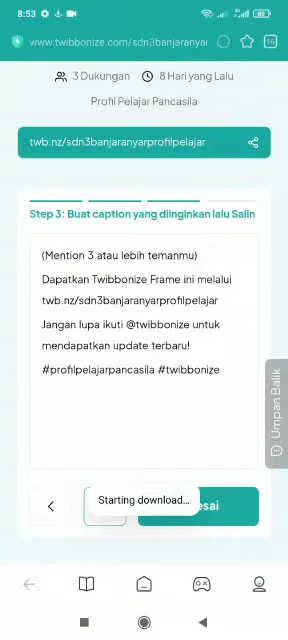 8:53
www.twibbonize.com/sdn3banjaranyar
16
3 Dukungan 8 Hari yang Lalu
Profil Pelajar Pancasila
twb.nz/sdn3banjaranyarprofilpelajar
Step 3: Buat caption yang diinginkan lalu Salin
(Mention 3 atau lebih temanmu)
Dapatkan Twibbonize Frame ini melalui
twb.nz/sdn3banjaranyarprofilpelajar
Jangan lupa ikuti @twibbonize untuk
mendapatkan update terbaru!
#profilpelajarpancasila #twibbonize
Umpan Balik
Starting download...
esai